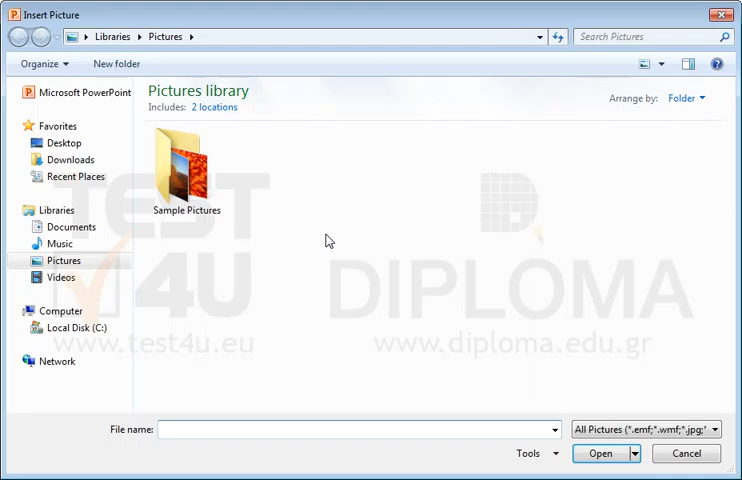 Insert Picture
Libraries Pictures Search Pictures
Organize New folder
Microsoft PowerPoint
Pictures library
Includes: 2 locations
Arrange by: Folder
Favorites
Desktop
Downloads
Recent Places
Sample Pictures
Libraries
Documents
Music
Pictures
Videos
Computer
Local Disk (C:)
Network
TEST
4U
DIPLOMA
www.test4u.eu
www.diploma.edu.gr
File name:
All Pictures (*.emf;*.wmf;*.jpg;*
Tools Open Cancel